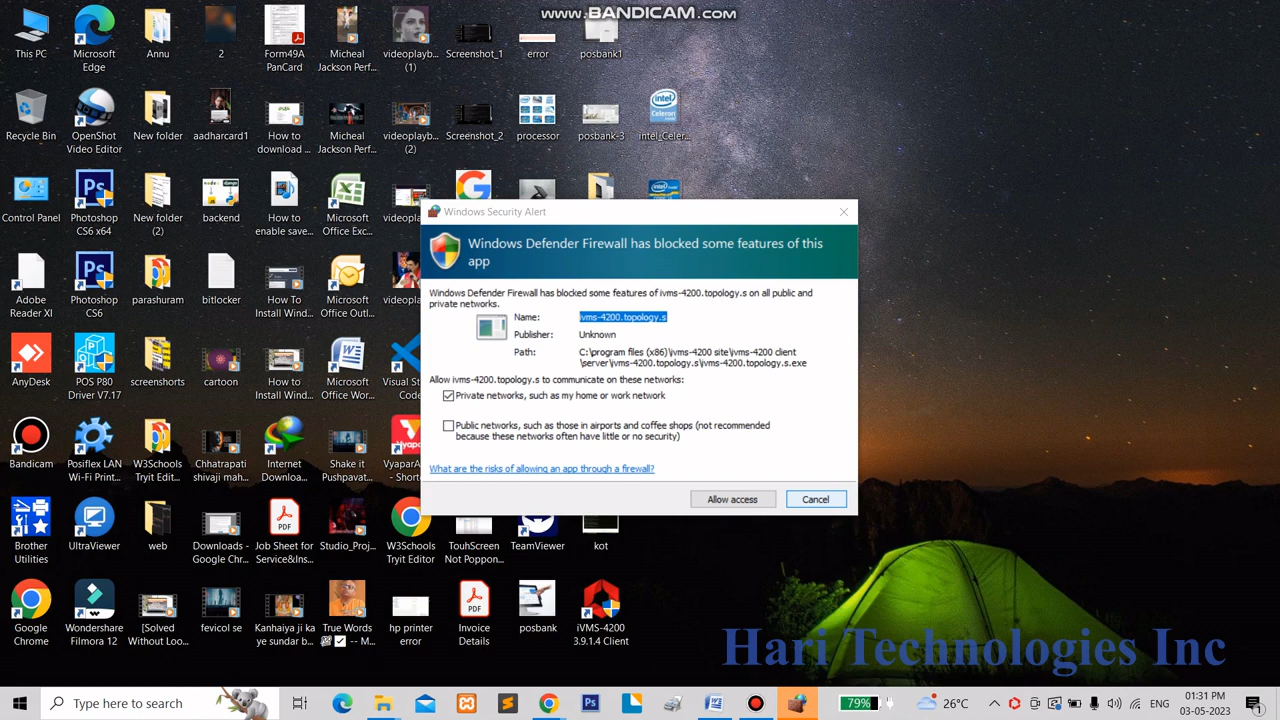 www.BANDICAM.com
This PC
Microsoft
Edge
Annu
2
Form49A
PanCard
Micheal
Jackson Perf...
videoplayb...
(1)
Screenshot_1
error
posbank1
Recycle Bin
OpenShot
Video Editor
New folder
aadharcard1
How to
download ...
Micheal
Jackson Perf...
videoplayb...
(2)
Screenshot_2
processor
posbank-3
intel_Celer...
Control Panel
Photoshop
CS6 x64
New folder
(2)
backend
How to
enable save...
Microsoft
Office Exc...
Adobe
DreamXI
Photoshop
CS6
parashuram
bitlocker
How To
Install Wind...
Microsoft
Office Out...
AnyDesk
POS P80
Driver V7.17
screenshorts
cartoon
How to
Install Wind...
Microsoft
Office Wor...
Bandicam
Posiflex LAN
Wi-Fi Print...
W3Schools
Tryit Edit...
Chhatrapati
shivaji mah...
Internet
Downloa...
Shake it
Pushpavat...
Brother
Utilities
UltraViewer
web
Downloads -
Google Chr...
Job Sheet for
Service&Ins...
Studio_Proj...
W3Schools
Tryit Editor
TouhScreen
Not Poppon...
TeamViewer
kot
Google
Chrome
Wondershare
Filmora 12
[Solved
Without Loo...
fevicol se
Kanhaiya ji ka
ye sundar b...
True Words
-- M...
hp printer
error
Invoice
Details
posbank
iVMS-4200
3.9.1.4 Client
Windows Security Alert
Windows Defender Firewall has blocked some features of this
app
Windows Defender Firewall has blocked some features of ivms-4200.topology.s on all public and
private networks.
Name: ivms-4200.topology.s
Publisher: Unknown
Path: C:\program files (x86)\ivms-4200 site\ivms-4200 client
\server\ivms-4200.topology.s\ivms-4200.topology.s.exe
Allow ivms-4200.topology.s to communicate on these networks:
Private networks, such as my home or work network
Public networks, such as those in airports and coffee shops (not recommended
because these networks often have little or no security)
What are the risks of allowing an app through a firewall?
Allow access
Cancel
Hari Technologies Inc
Type here to
79%
26°C
01:31 PM
03-03-2023